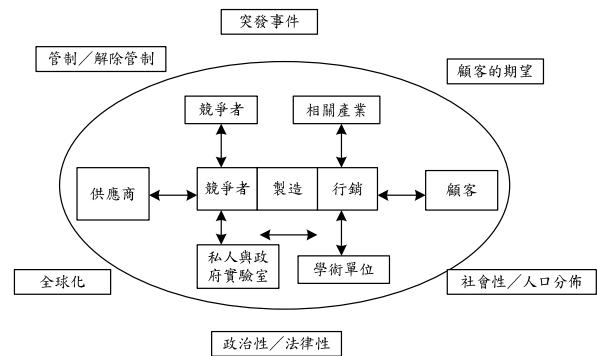 突發事件
管制／解除管制
顧客的期望
競爭者
相關產業
供應商
競爭者
製造
行銷
顧客
私人與政
府實驗室
學術單位
全球化
社會性／人口分佈
政治性／法律性